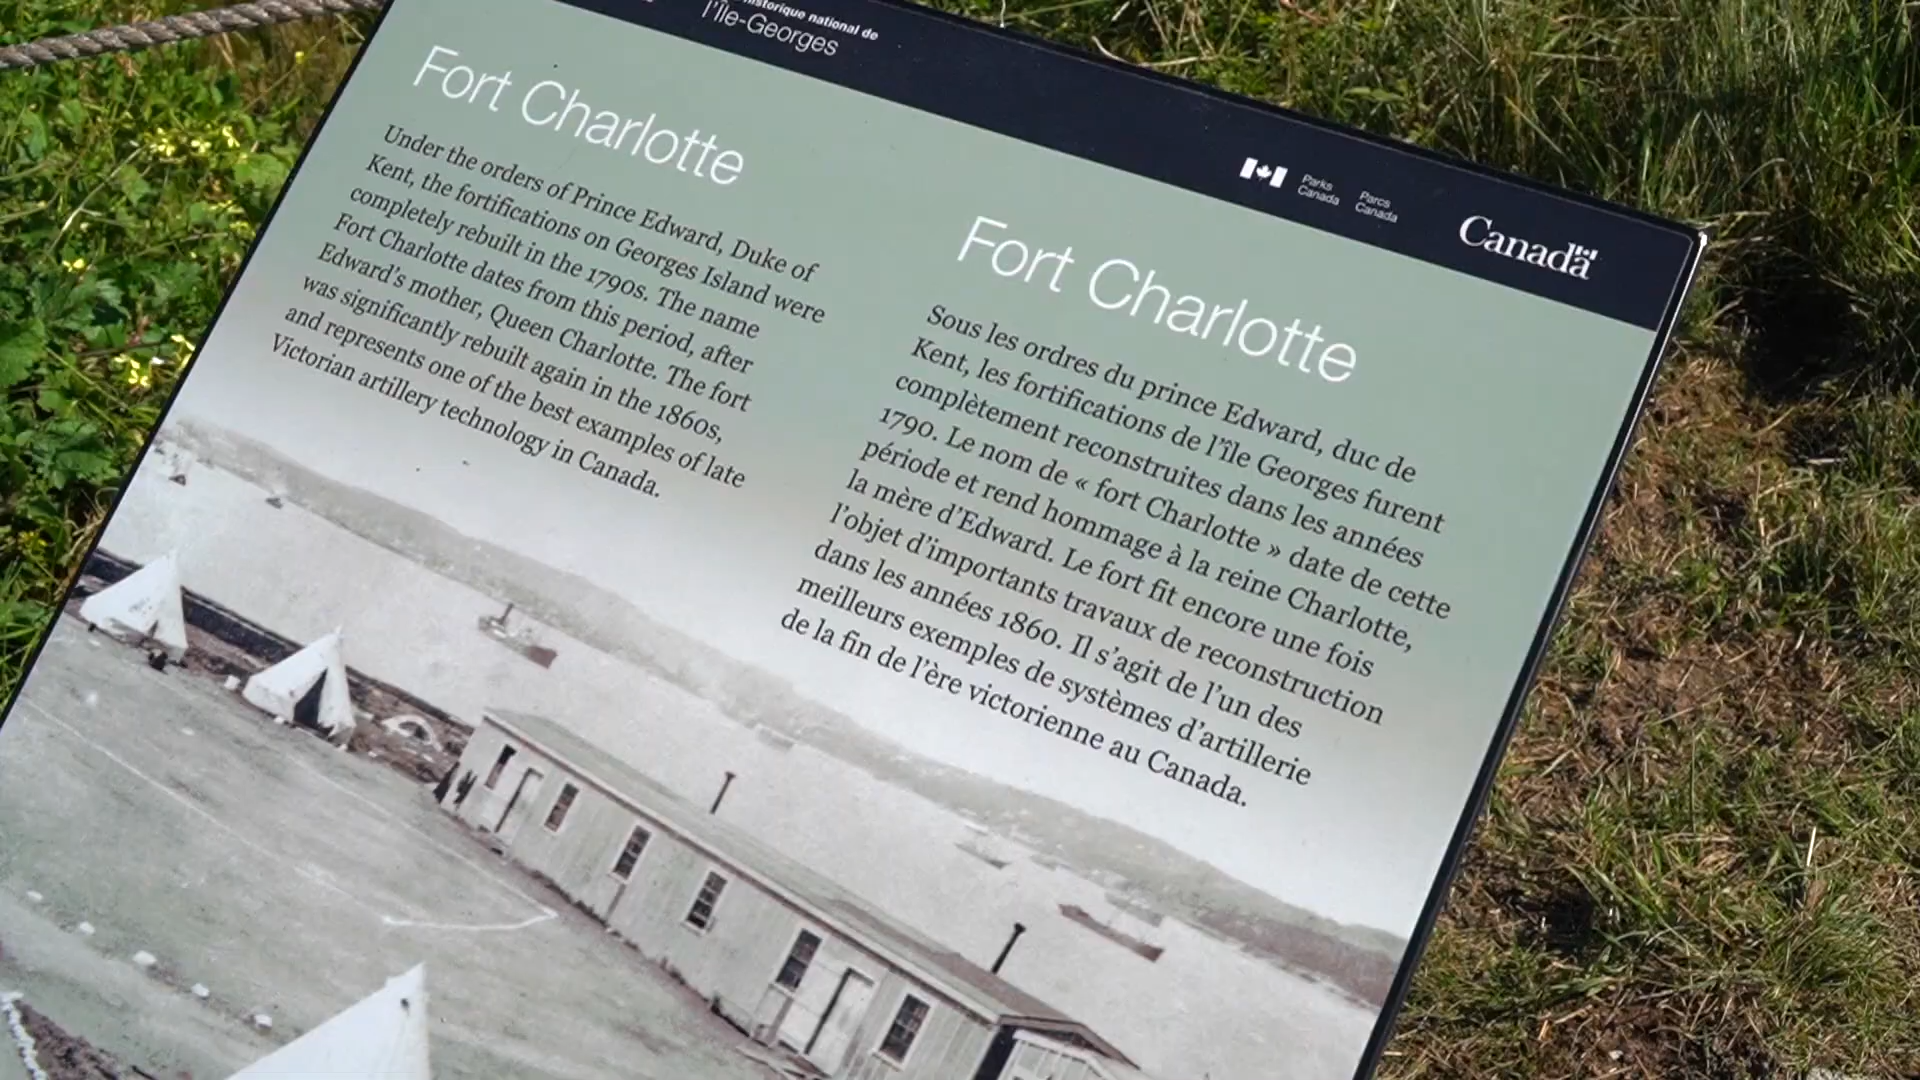 historique national de
l'Île-Georges
Parks
Canada
Parcs
Canada
Canada
Fort Charlotte
Under the orders of Prince Edward, Duke of
Kent, the fortifications on Georges Island were
completely rebuilt in the 1790s. The name
Fort Charlotte dates from this period, after
Edward's mother, Queen Charlotte. The fort
was significantly rebuilt again in the 1860s,
and represents one of the best examples of late
Victorian artillery technology in Canada.
Fort Charlotte
Sous les ordres du prince Edward, duc de
Kent, les fortifications de l'île Georges furent
complètement reconstruites dans les années
1790. Le nom de « fort Charlotte » date de cette
période et rend hommage à la reine Charlotte,
la mère d'Edward. Le fort fit encore une fois
l'objet d'importants travaux de reconstruction
dans les années 1860. Il s'agit de l'un des
meilleurs exemples de systèmes d'artillerie
de la fin de l'ère victorienne au Canada.